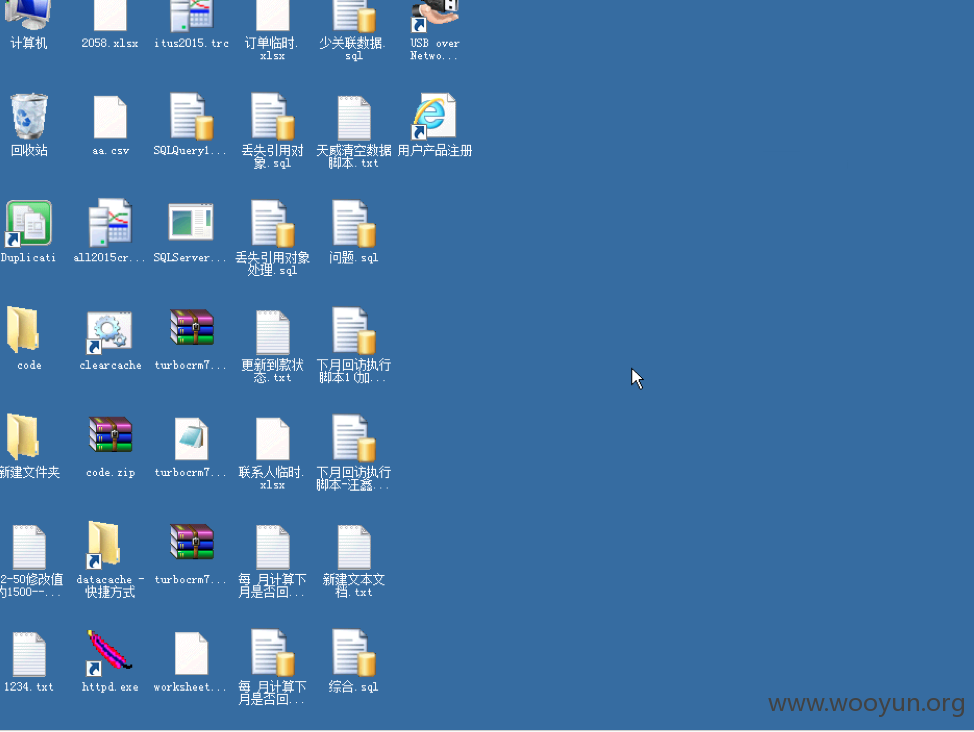 计算机
2058.xlsx
itus2015.trc
订单临时.
xlsx
少关联数据.
sql
USB over
Netwo...
回收站
aa.csv
SQLQuery1...
丢失引用对
象.sql
天威清空数据
脚本.txt
用户产品注册
Duplicati
all2015cr...
SQLServer...
丢失引用对象
处理.sql
问题.sql
code
clearcache
turbocrm7...
更新到款状
态.txt
下月回访执行
脚本1(加...
新建文件夹
code.zip
turbocrm7...
联系人临时.
xlsx
下月回访执行
脚本-汪鑫...
2-50修改值
为1500--...
datacache -
快捷方式
turbocrm7...
每 月计算下
月是否回...
新建文本文
档.txt
1234.txt
httpd.exe
worksheet...
每 月计算下
月是否回...
综合.sql
www.wooyun.org